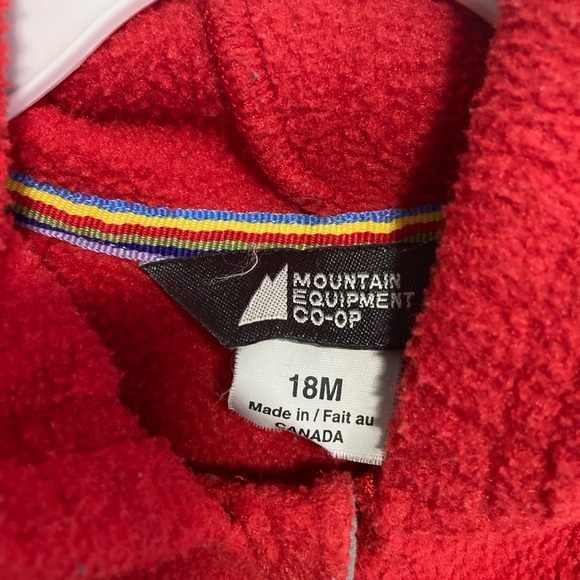 MOUNTAIN
EQUIPMENT
CO-OP
18M
Made in / Fait au
CANADA